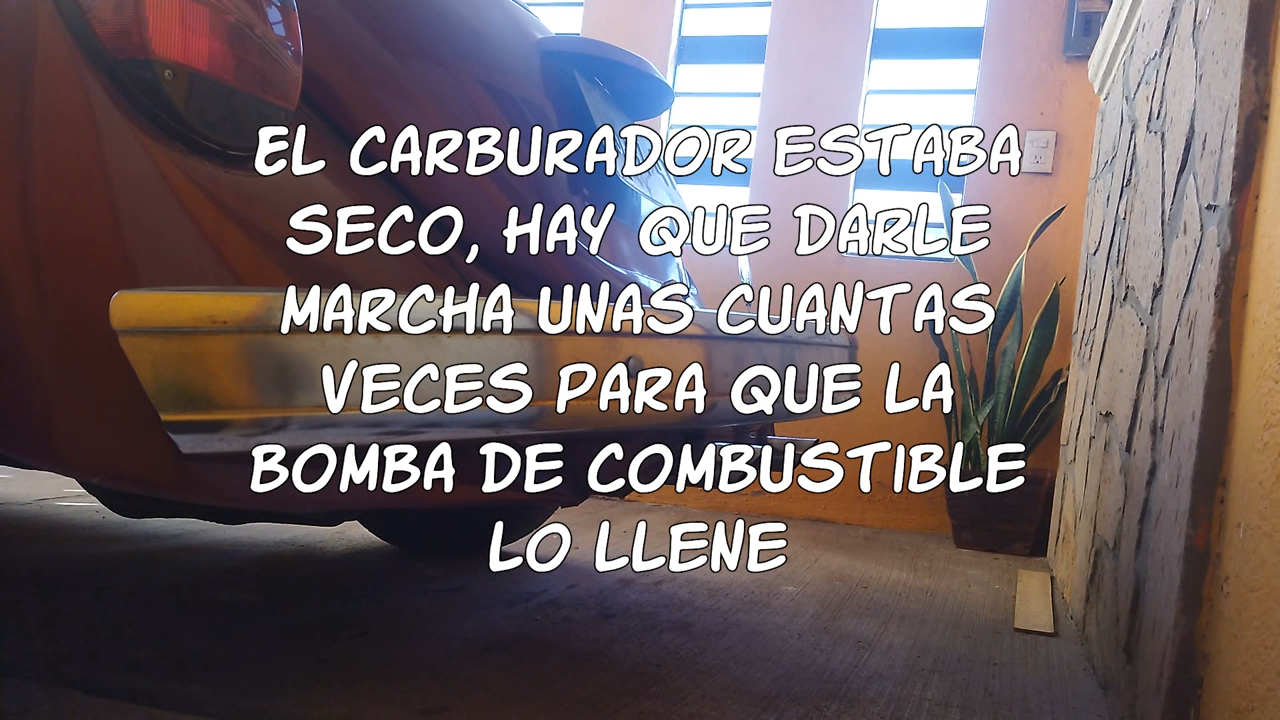 EL CARBURADOR ESTABA
SECO, HAY QUE DARLE
MARCHA UNAS CUANTAS
VECES PARA QUE LA
BOMBA DE COMBUSTIBLE
LO LLENE